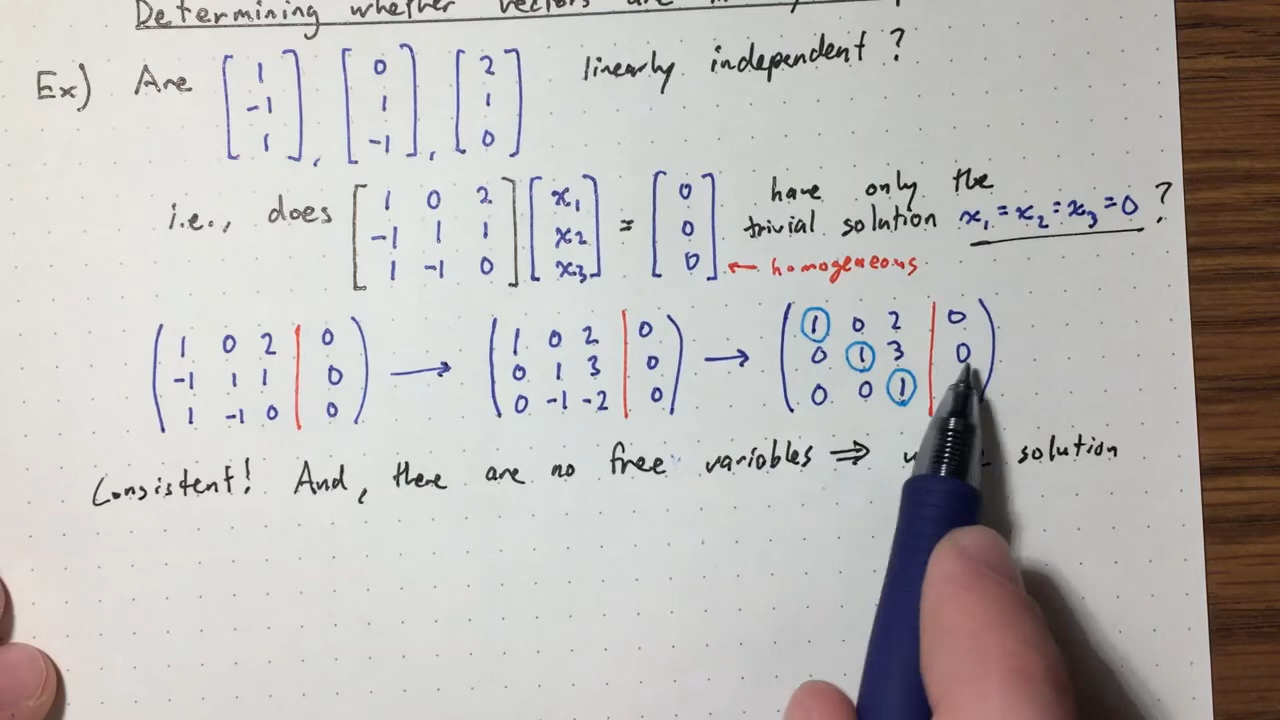 Determining whether vectors are
Ex) Are [1 -1 1], [0 1 -1], [2 1 0] linearly independent?
i.e., does [1 0 2; -1 1 1; 1 -1 0] [x₁ x₂ x₃] = [0 0 0] have only the trivial solution x₁ = x₂ = x₃ = 0 ?
← homogeneous
(1 0 2 | 0; -1 1 1 | 0; 1 -1 0 | 0) → (1 0 2 | 0; 0 1 3 | 0; 0 -1 -2 | 0) → (1 0 2 | 0; 0 1 3 | 0; 0 0 1 |
Consistent! And, there are no free variables ⇒ solution